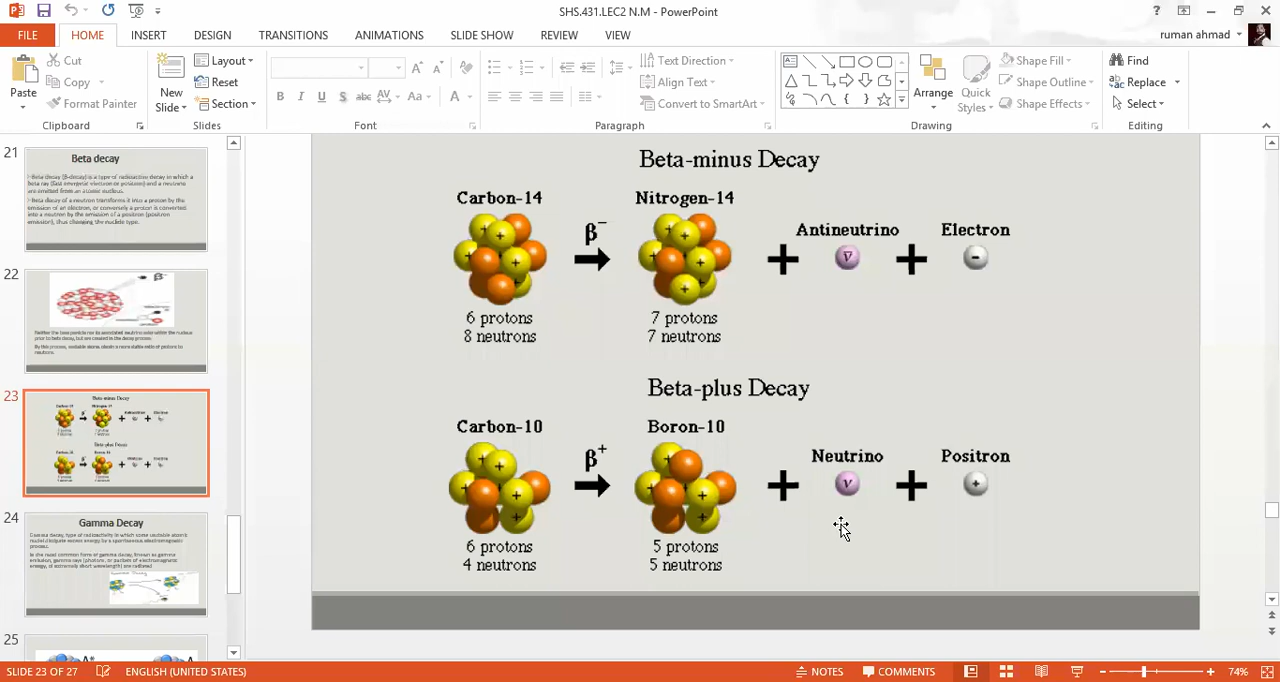 SHS.431.LEC2 N.M - PowerPoint
FILE HOME INSERT DESIGN TRANSITIONS ANIMATIONS SLIDE SHOW REVIEW VIEW ruman ahmad
Paste Cut Copy Format Painter
Clipboard
New Slide Layout Reset Section
Slides
B I U S abc AV Aa A
Font
Text Direction Align Text Convert to SmartArt
Paragraph
Arrange Quick Styles Shape Fill Shape Outline Shape Effects
Drawing
Find Replace Select
Editing
21
Beta decay
22
23
24
Gamma Decay
25
Beta-minus Decay
Carbon-14 β− Nitrogen-14 + Antineutrino + Electron
ν̅ -
6 protons 7 protons
8 neutrons 7 neutrons
Beta-plus Decay
Carbon-10 β+ Boron-10 + Neutrino + Positron
ν +
6 protons 5 protons
4 neutrons 5 neutrons
SLIDE 23 OF 27 ENGLISH (UNITED STATES) NOTES COMMENTS 74%